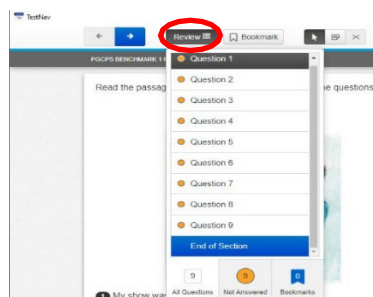 TestNav
Review
Bookmark
PGCPS BENCHMARK 1
Question 1
Read the passag
e questions
Question 2
Question 3
Question 4
Question 5
Question 6
Question 7
Question 8
Question 9
End of Section
9
9
0
All Questions
Not Answered
Bookmarks
1 My show wa